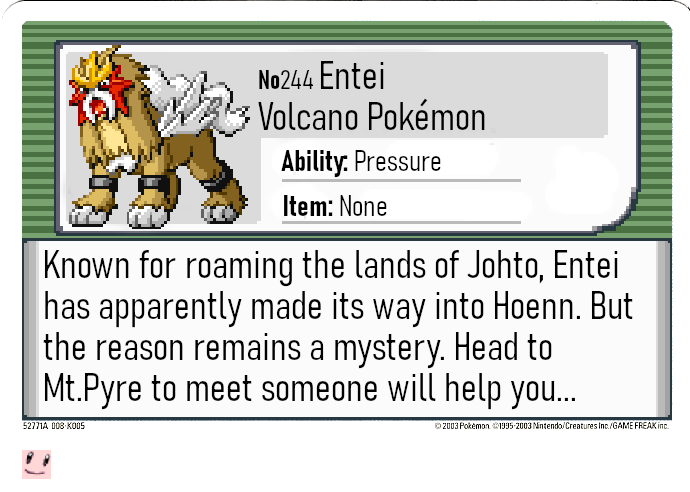 No244 Entei
Volcano Pokémon
Ability: Pressure
Item: None
Known for roaming the lands of Johto, Entei
has apparently made its way into Hoenn. But
the reason remains a mystery. Head to
Mt.Pyre to meet someone will help you...
52771A 008-K005
© 2003 Pokémon. ©1995-2003 Nintendo/Creatures Inc./GAME FREAK inc.